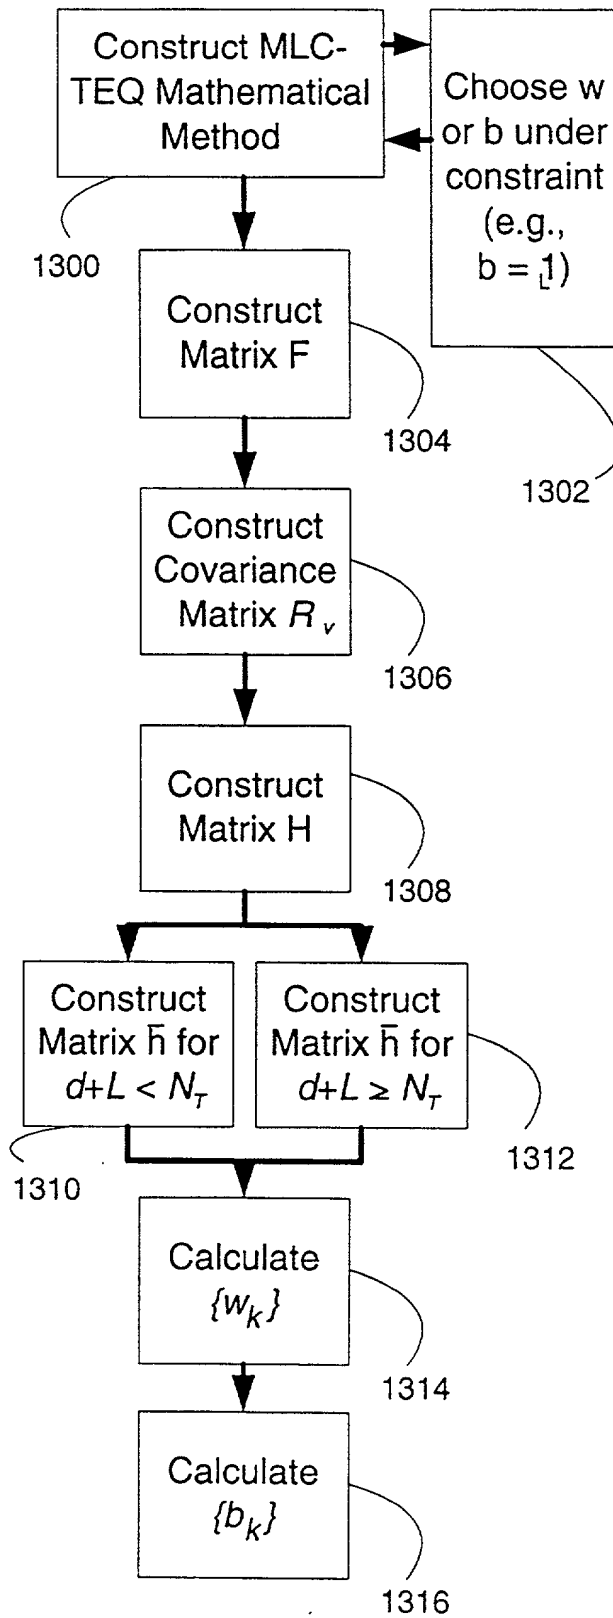 Construct MLC-
TEQ Mathematical
Method
1300
Choose w
or b under
constraint
(e.g.,
b = L1)
1302
Construct
Matrix F
1304
Construct
Covariance
Matrix R_v
1306
Construct
Matrix H
1308
Construct
Matrix h̅ for
d+L < N_T
1310
Construct
Matrix h̅ for
d+L ≥ N_T
1312
Calculate
{w_k}
1314
Calculate
{b_k}
1316